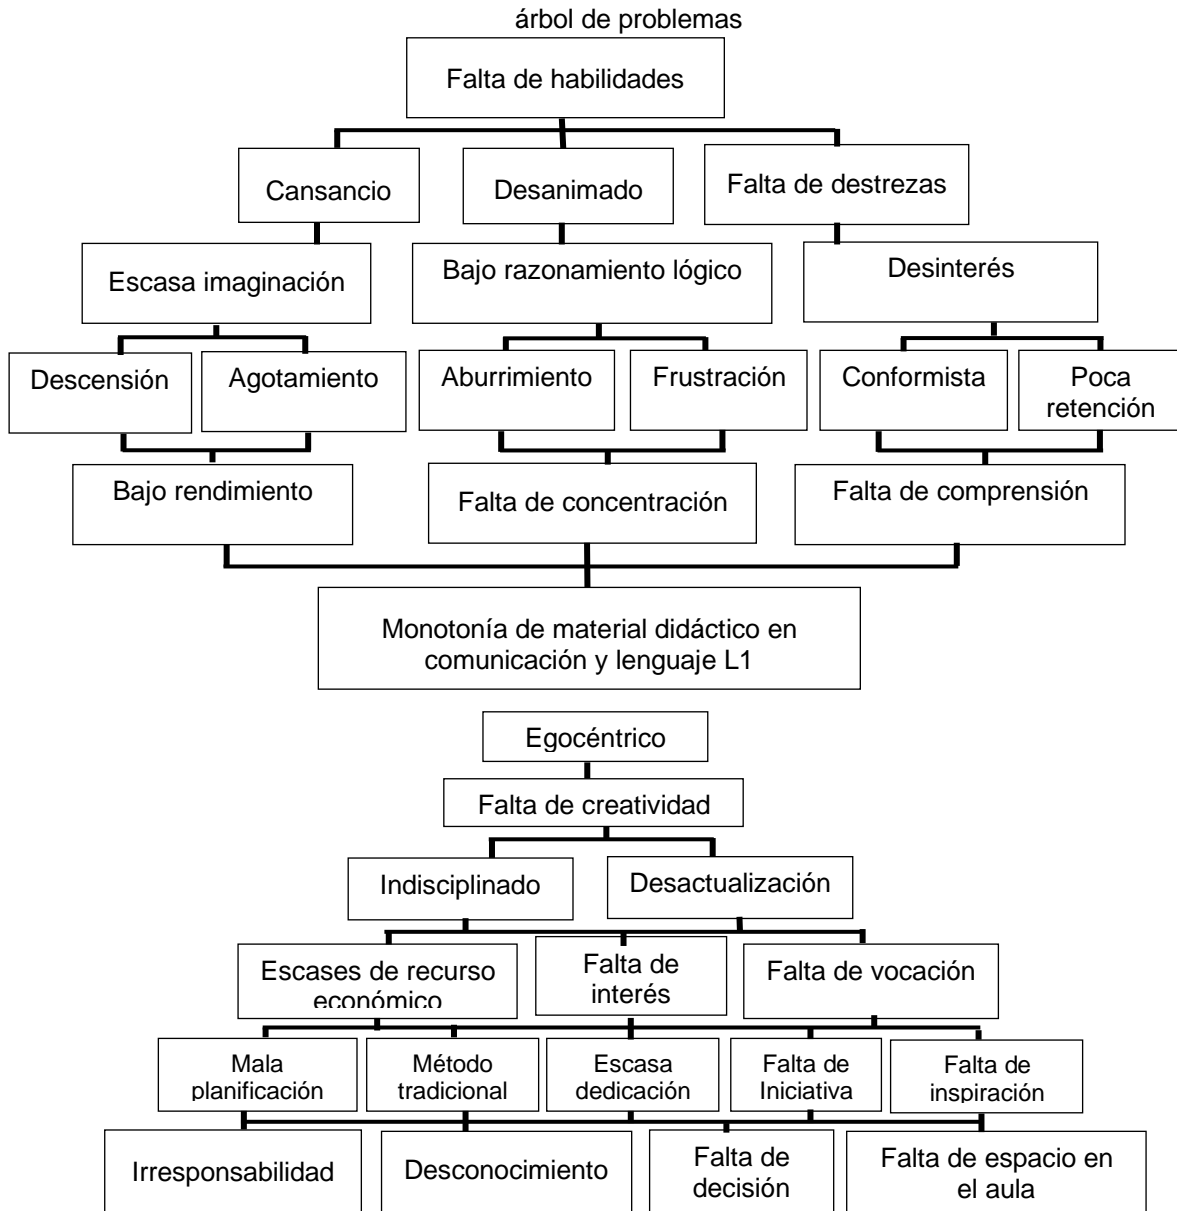 árbol de problemas
Falta de habilidades
Cansancio
Desanimado
Falta de destrezas
Escasa imaginación
Bajo razonamiento lógico
Desinterés
Descensión
Agotamiento
Aburrimiento
Frustración
Conformista
Poca
retención
Bajo rendimiento
Falta de concentración
Falta de comprensión
Monotonía de material didáctico en
comunicación y lenguaje L1
Egocéntrico
Falta de creatividad
Indisciplinado
Desactualización
Escases de recurso
económico
Falta de
interés
Falta de vocación
Mala
planificación
Método
tradicional
Escasa
dedicación
Falta de
Iniciativa
Falta de
inspiración
Irresponsabilidad
Desconocimiento
Falta de
decisión
Falta de espacio en
el aula